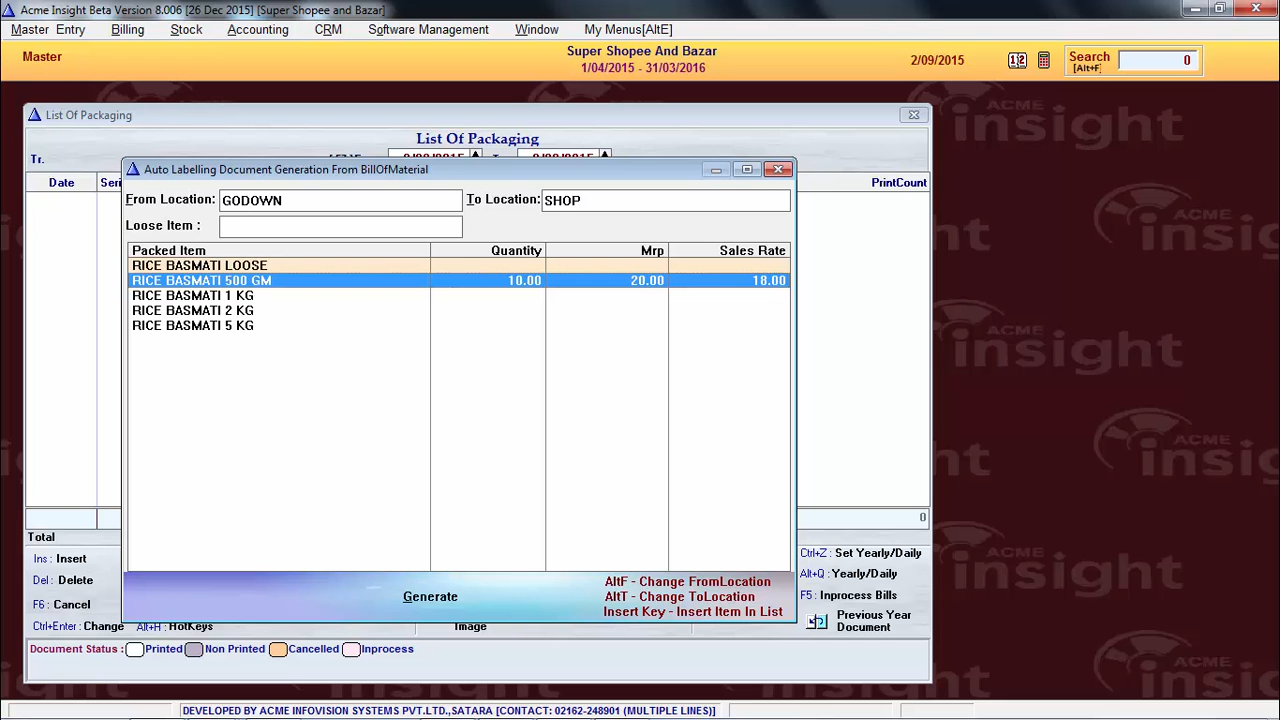 Acme Insight Beta Version 8.006 [26 Dec 2015] [Super Shopee and Bazar]
Master Entry Billing Stock Accounting CRM Software Management Window My Menus[AltE]
Master
Super Shopee And Bazar
1/04/2015 - 31/03/2016
2/09/2015
Search
[Alt+F]
0
List Of Packaging
List Of Packaging
Tr.
Date
PrintCount
Auto Labelling Document Generation From BillOfMaterial
From Location: GODOWN To Location: SHOP
Loose Item :
Packed Item Quantity Mrp Sales Rate
RICE BASMATI LOOSE
RICE BASMATI 500 GM 10.00 20.00 18.00
RICE BASMATI 1 KG
RICE BASMATI 2 KG
RICE BASMATI 5 KG
Generate
AltF - Change FromLocation
AltT - Change ToLocation
Insert Key - Insert Item In List
0
Total
Ins : Insert
Del : Delete
F6 : Cancel
Ctrl+Enter : Change Alt+H : HotKeys
Image
Ctrl+Z : Set Yearly/Daily
Alt+Q : Yearly/Daily
F5 : Inprocess Bills
Previous Year
Document
Document Status : Printed Non Printed Cancelled Inprocess
ACME insight
ACME insight
ACME insight
ACME insight
DEVELOPED BY ACME INFOVISION SYSTEMS PVT.LTD.,SATARA [CONTACT: 02162-248901 (MULTIPLE LINES)]